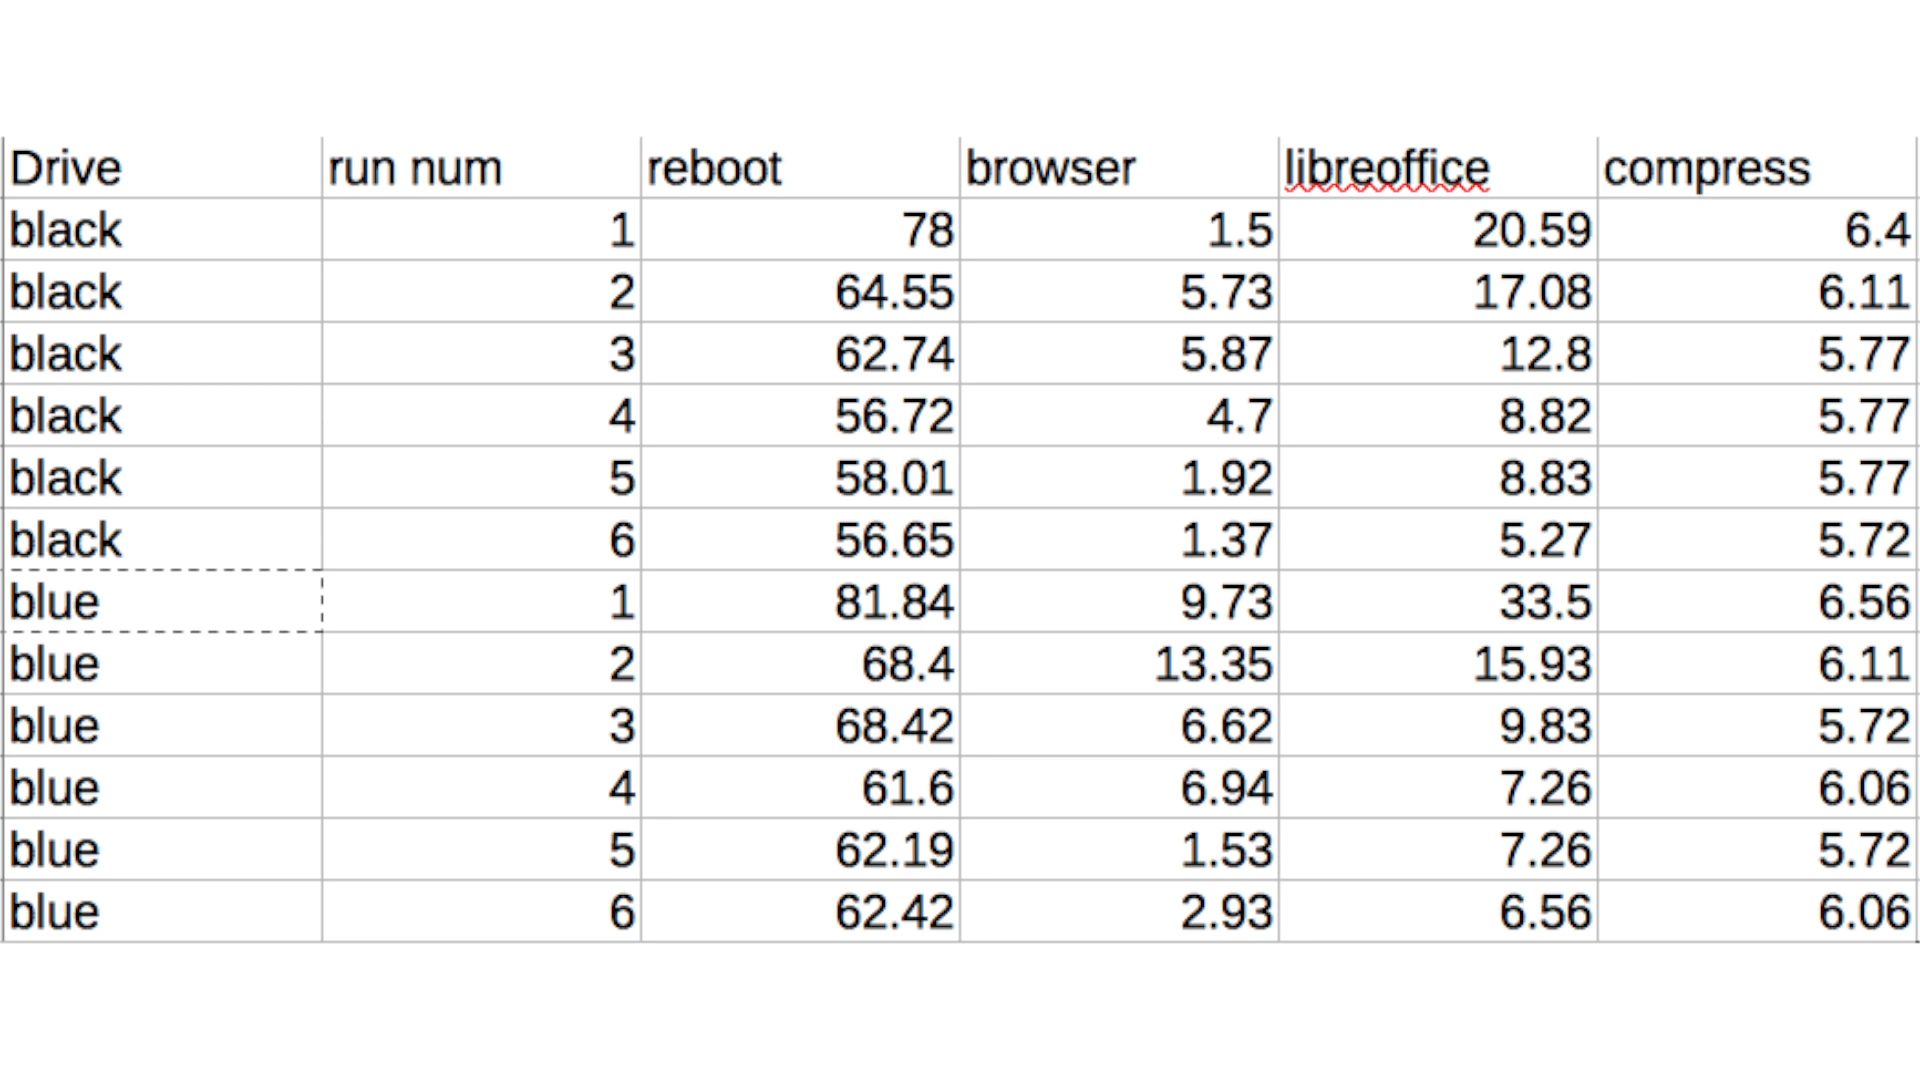 Drive run num reboot browser libreoffice compress
black 1 78 1.5 20.59 6.4
black 2 64.55 5.73 17.08 6.11
black 3 62.74 5.87 12.8 5.77
black 4 56.72 4.7 8.82 5.77
black 5 58.01 1.92 8.83 5.77
black 6 56.65 1.37 5.27 5.72
blue 1 81.84 9.73 33.5 6.56
blue 2 68.4 13.35 15.93 6.11
blue 3 68.42 6.62 9.83 5.72
blue 4 61.6 6.94 7.26 6.06
blue 5 62.19 1.53 7.26 5.72
blue 6 62.42 2.93 6.56 6.06